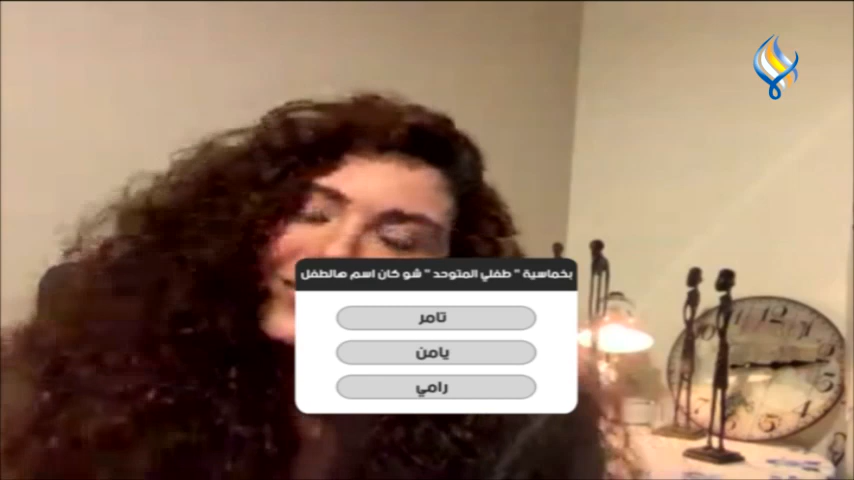 بخماسية " طفلي المتوحد " شو كان اسم هالطفل
تامر
يامن
رامي